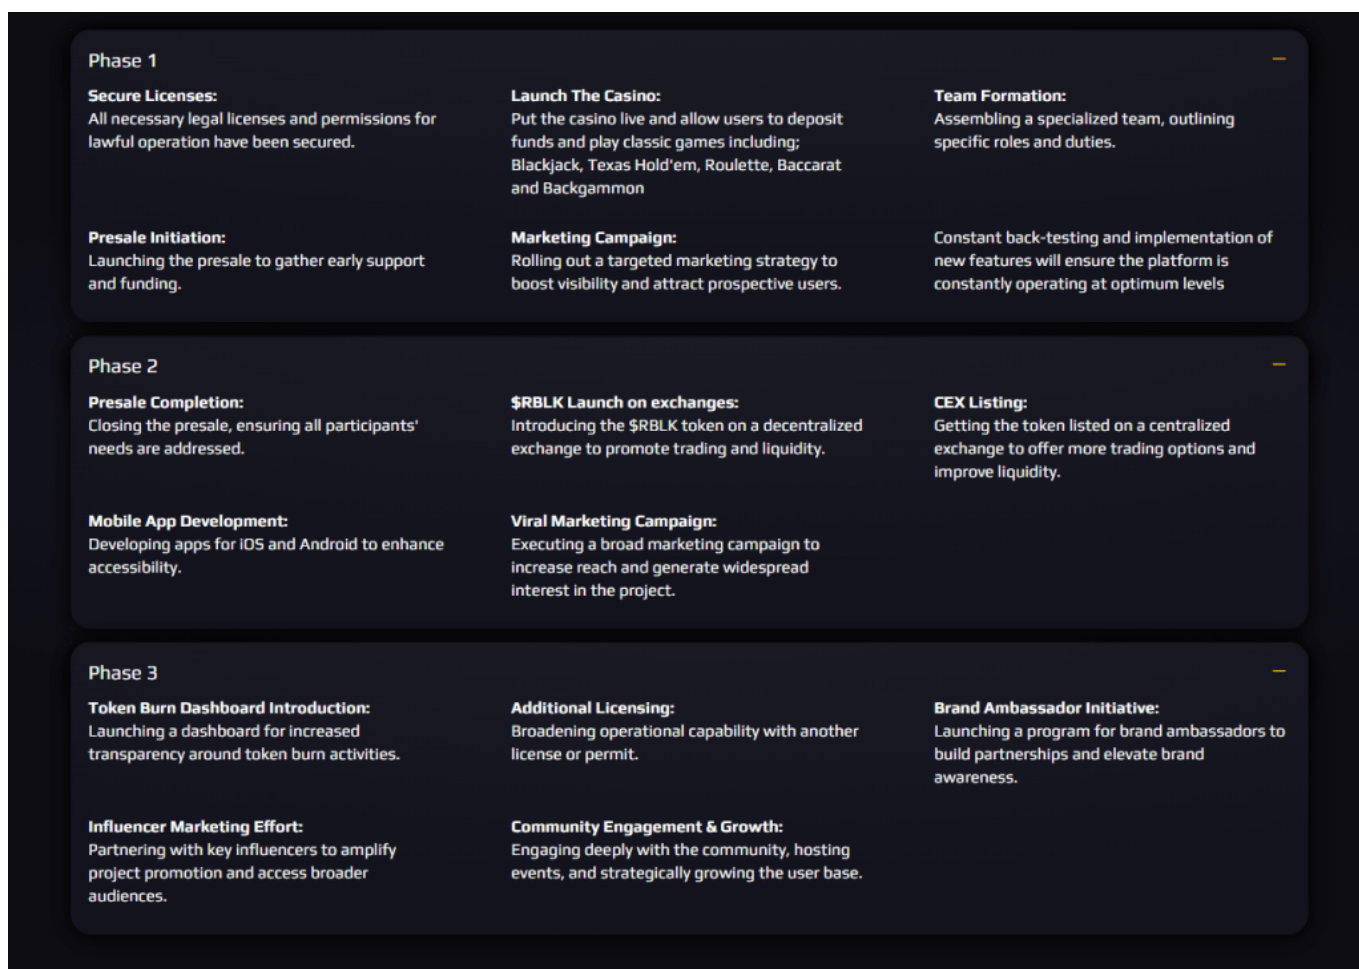 Phase 1
Secure Licenses:
All necessary legal licenses and permissions for
lawful operation have been secured.
Launch The Casino:
Put the casino live and allow users to deposit
funds and play classic games including;
Blackjack, Texas Hold'em, Roulette, Baccarat
and Backgammon
Team Formation:
Assembling a specialized team, outlining
specific roles and duties.
Presale Initiation:
Launching the presale to gather early support
and funding.
Marketing Campaign:
Rolling out a targeted marketing strategy to
boost visibility and attract prospective users.
Constant back-testing and implementation of
new features will ensure the platform is
constantly operating at optimum levels
Phase 2
Presale Completion:
Closing the presale, ensuring all participants'
needs are addressed.
$RBLK Launch on exchanges:
Introducing the $RBLK token on a decentralized
exchange to promote trading and liquidity.
CEX Listing:
Getting the token listed on a centralized
exchange to offer more trading options and
improve liquidity.
Mobile App Development:
Developing apps for iOS and Android to enhance
accessibility.
Viral Marketing Campaign:
Executing a broad marketing campaign to
increase reach and generate widespread
interest in the project.
Phase 3
Token Burn Dashboard Introduction:
Launching a dashboard for increased
transparency around token burn activities.
Additional Licensing:
Broadening operational capability with another
license or permit.
Brand Ambassador Initiative:
Launching a program for brand ambassadors to
build partnerships and elevate brand
awareness.
Influencer Marketing Effort:
Partnering with key influencers to amplify
project promotion and access broader
audiences.
Community Engagement & Growth:
Engaging deeply with the community, hosting
events, and strategically growing the user base.